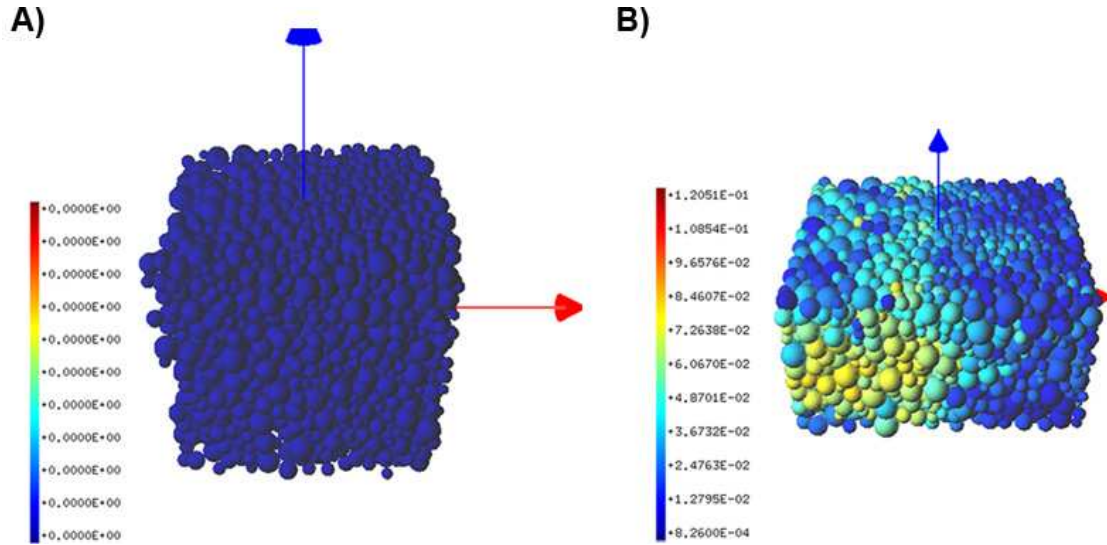 A)
B)
+0.0000E+00
+0.0000E+00
+0.0000E+00
+0.0000E+00
+0.0000E+00
+0.0000E+00
+0.0000E+00
+0.0000E+00
+0.0000E+00
+0.0000E+00
+0.0000E+00
+1.2051E-01
+1.0854E-01
+9.6576E-02
+8.4607E-02
+7.2638E-02
+6.0670E-02
+4.8701E-02
+3.6732E-02
+2.4763E-02
+1.2795E-02
+8.2600E-04